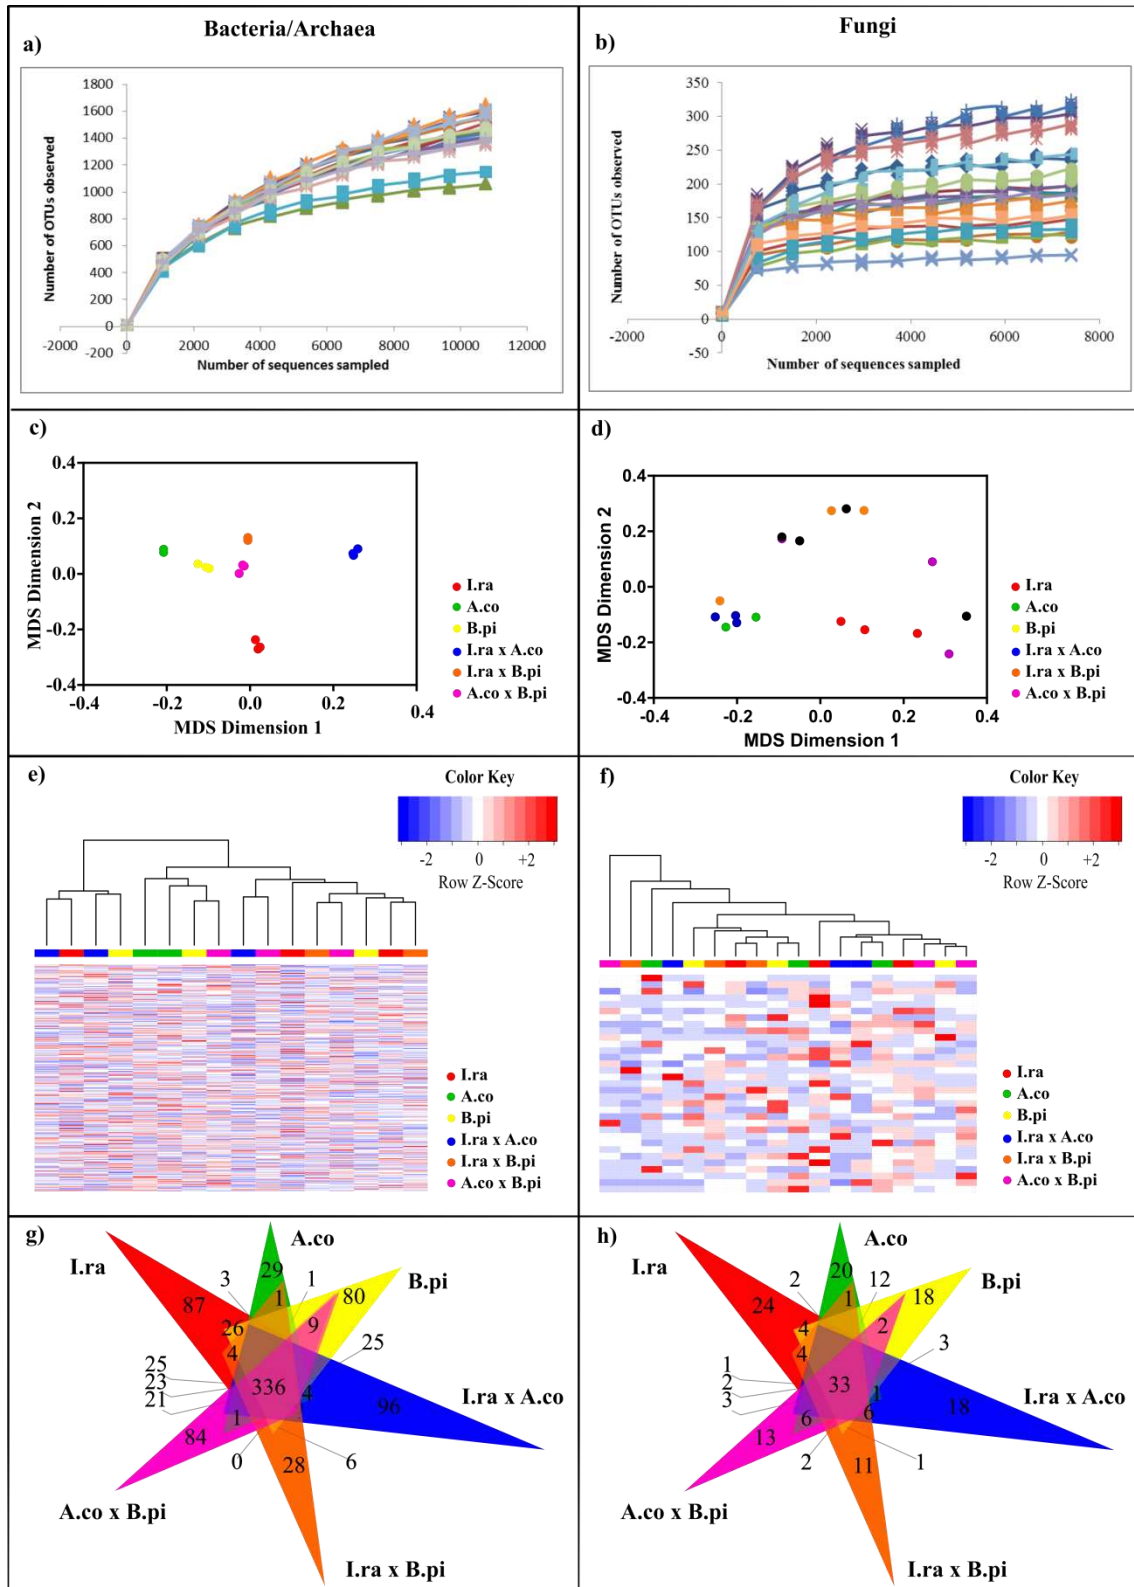 Bacteria/Archaea
Fungi
a)
1800
1600
1400
1200
1000
800
600
400
200
0
-200
-2000
0
2000
4000
6000
8000
10000
12000
Number of OTUs observed
Number of sequences sampled
b)
350
300
250
200
150
100
50
0
-50
-2000
0
2000
4000
6000
8000
Number of OTUs observed
Number of sequences sampled
c)
0.4
0.2
0.0
-0.2
-0.4
-0.4
-0.2
0.0
0.2
0.4
MDS Dimension 2
MDS Dimension 1
I.ra
A.co
B.pi
I.ra x A.co
I.ra x B.pi
A.co x B.pi
d)
0.4
0.2
0.0
-0.2
-0.4
-0.4
-0.2
0.0
0.2
0.4
MDS Dimension 2
MDS Dimension 1
I.ra
A.co
B.pi
I.ra x A.co
I.ra x B.pi
A.co x B.pi
e)
Color Key
-2 0 +2
Row Z-Score
I.ra
A.co
B.pi
I.ra x A.co
I.ra x B.pi
A.co x B.pi
f)
Color Key
-2 0 +2
Row Z-Score
I.ra
A.co
B.pi
I.ra x A.co
I.ra x B.pi
A.co x B.pi
g)
A.co
I.ra
B.pi
3
29
1
87
1
80
26
9
4
25
25
23
21
336
4
I.ra x A.co
96
1
84
0
28
6
A.co x B.pi
I.ra x B.pi
h)
A.co
I.ra
B.pi
2
20
12
24
1
18
4
2
4
3
1
2
3
33
1
I.ra x A.co
18
6
6
13
2
11
1
A.co x B.pi
I.ra x B.pi